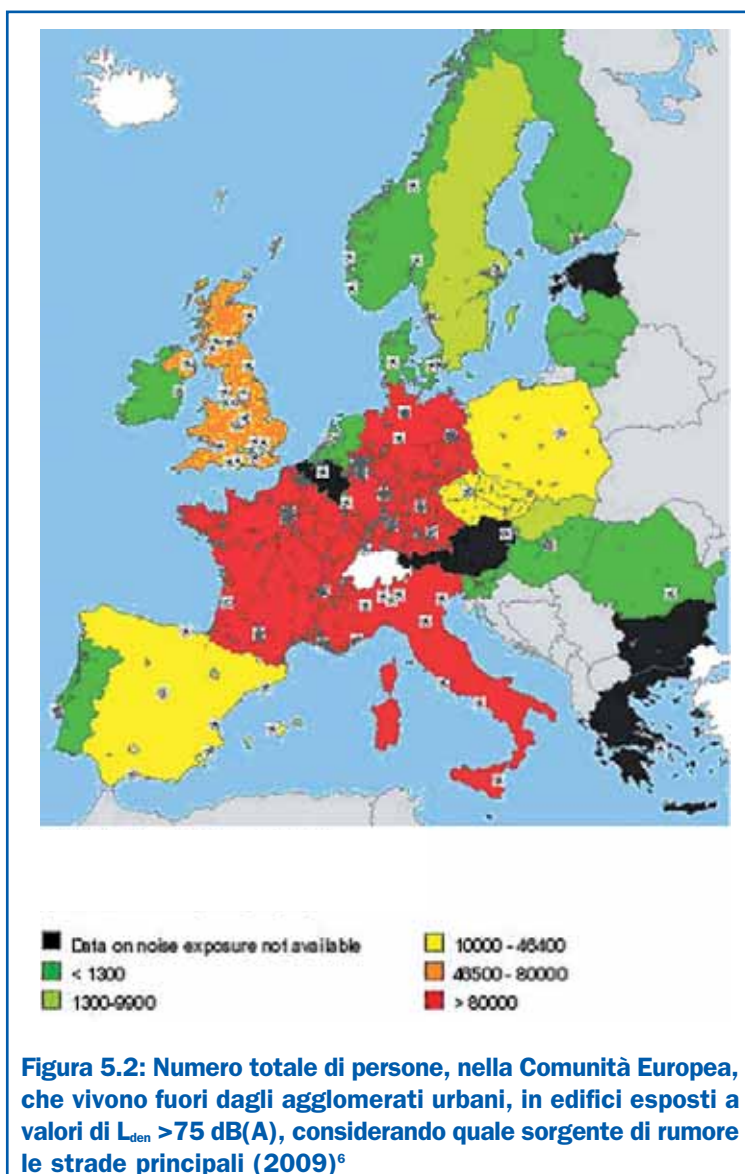 Data on noise exposure not available
< 1300
1300-9900
10000 - 46400
46500 - 80000
> 80000
Figura 5.2: Numero totale di persone, nella Comunità Europea,
che vivono fuori dagli agglomerati urbani, in edifici esposti a
valori di Lden >75 dB(A), considerando quale sorgente di rumore
le strade principali (2009)6